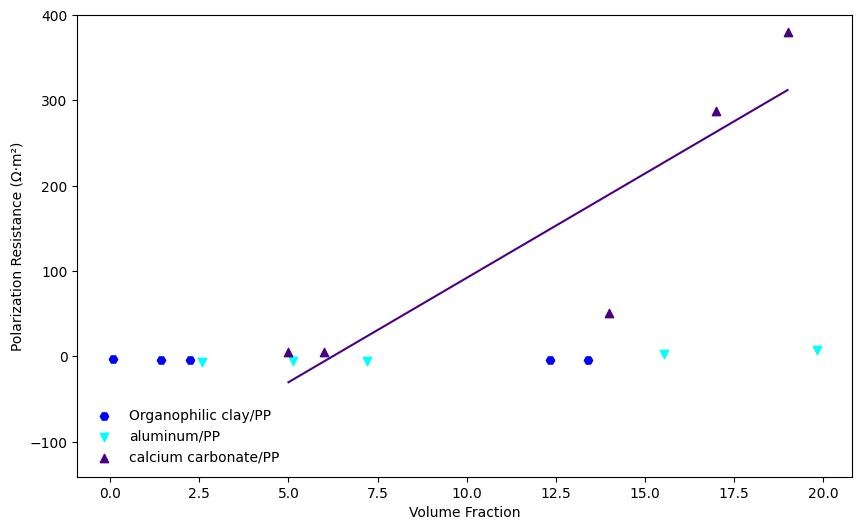 400
300
200
100
0
−100
Polarization Resistance (Ω·m²)
Organophilic clay/PP
aluminum/PP
calcium carbonate/PP
0.0 2.5 5.0 7.5 10.0 12.5 15.0 17.5 20.0
Volume Fraction